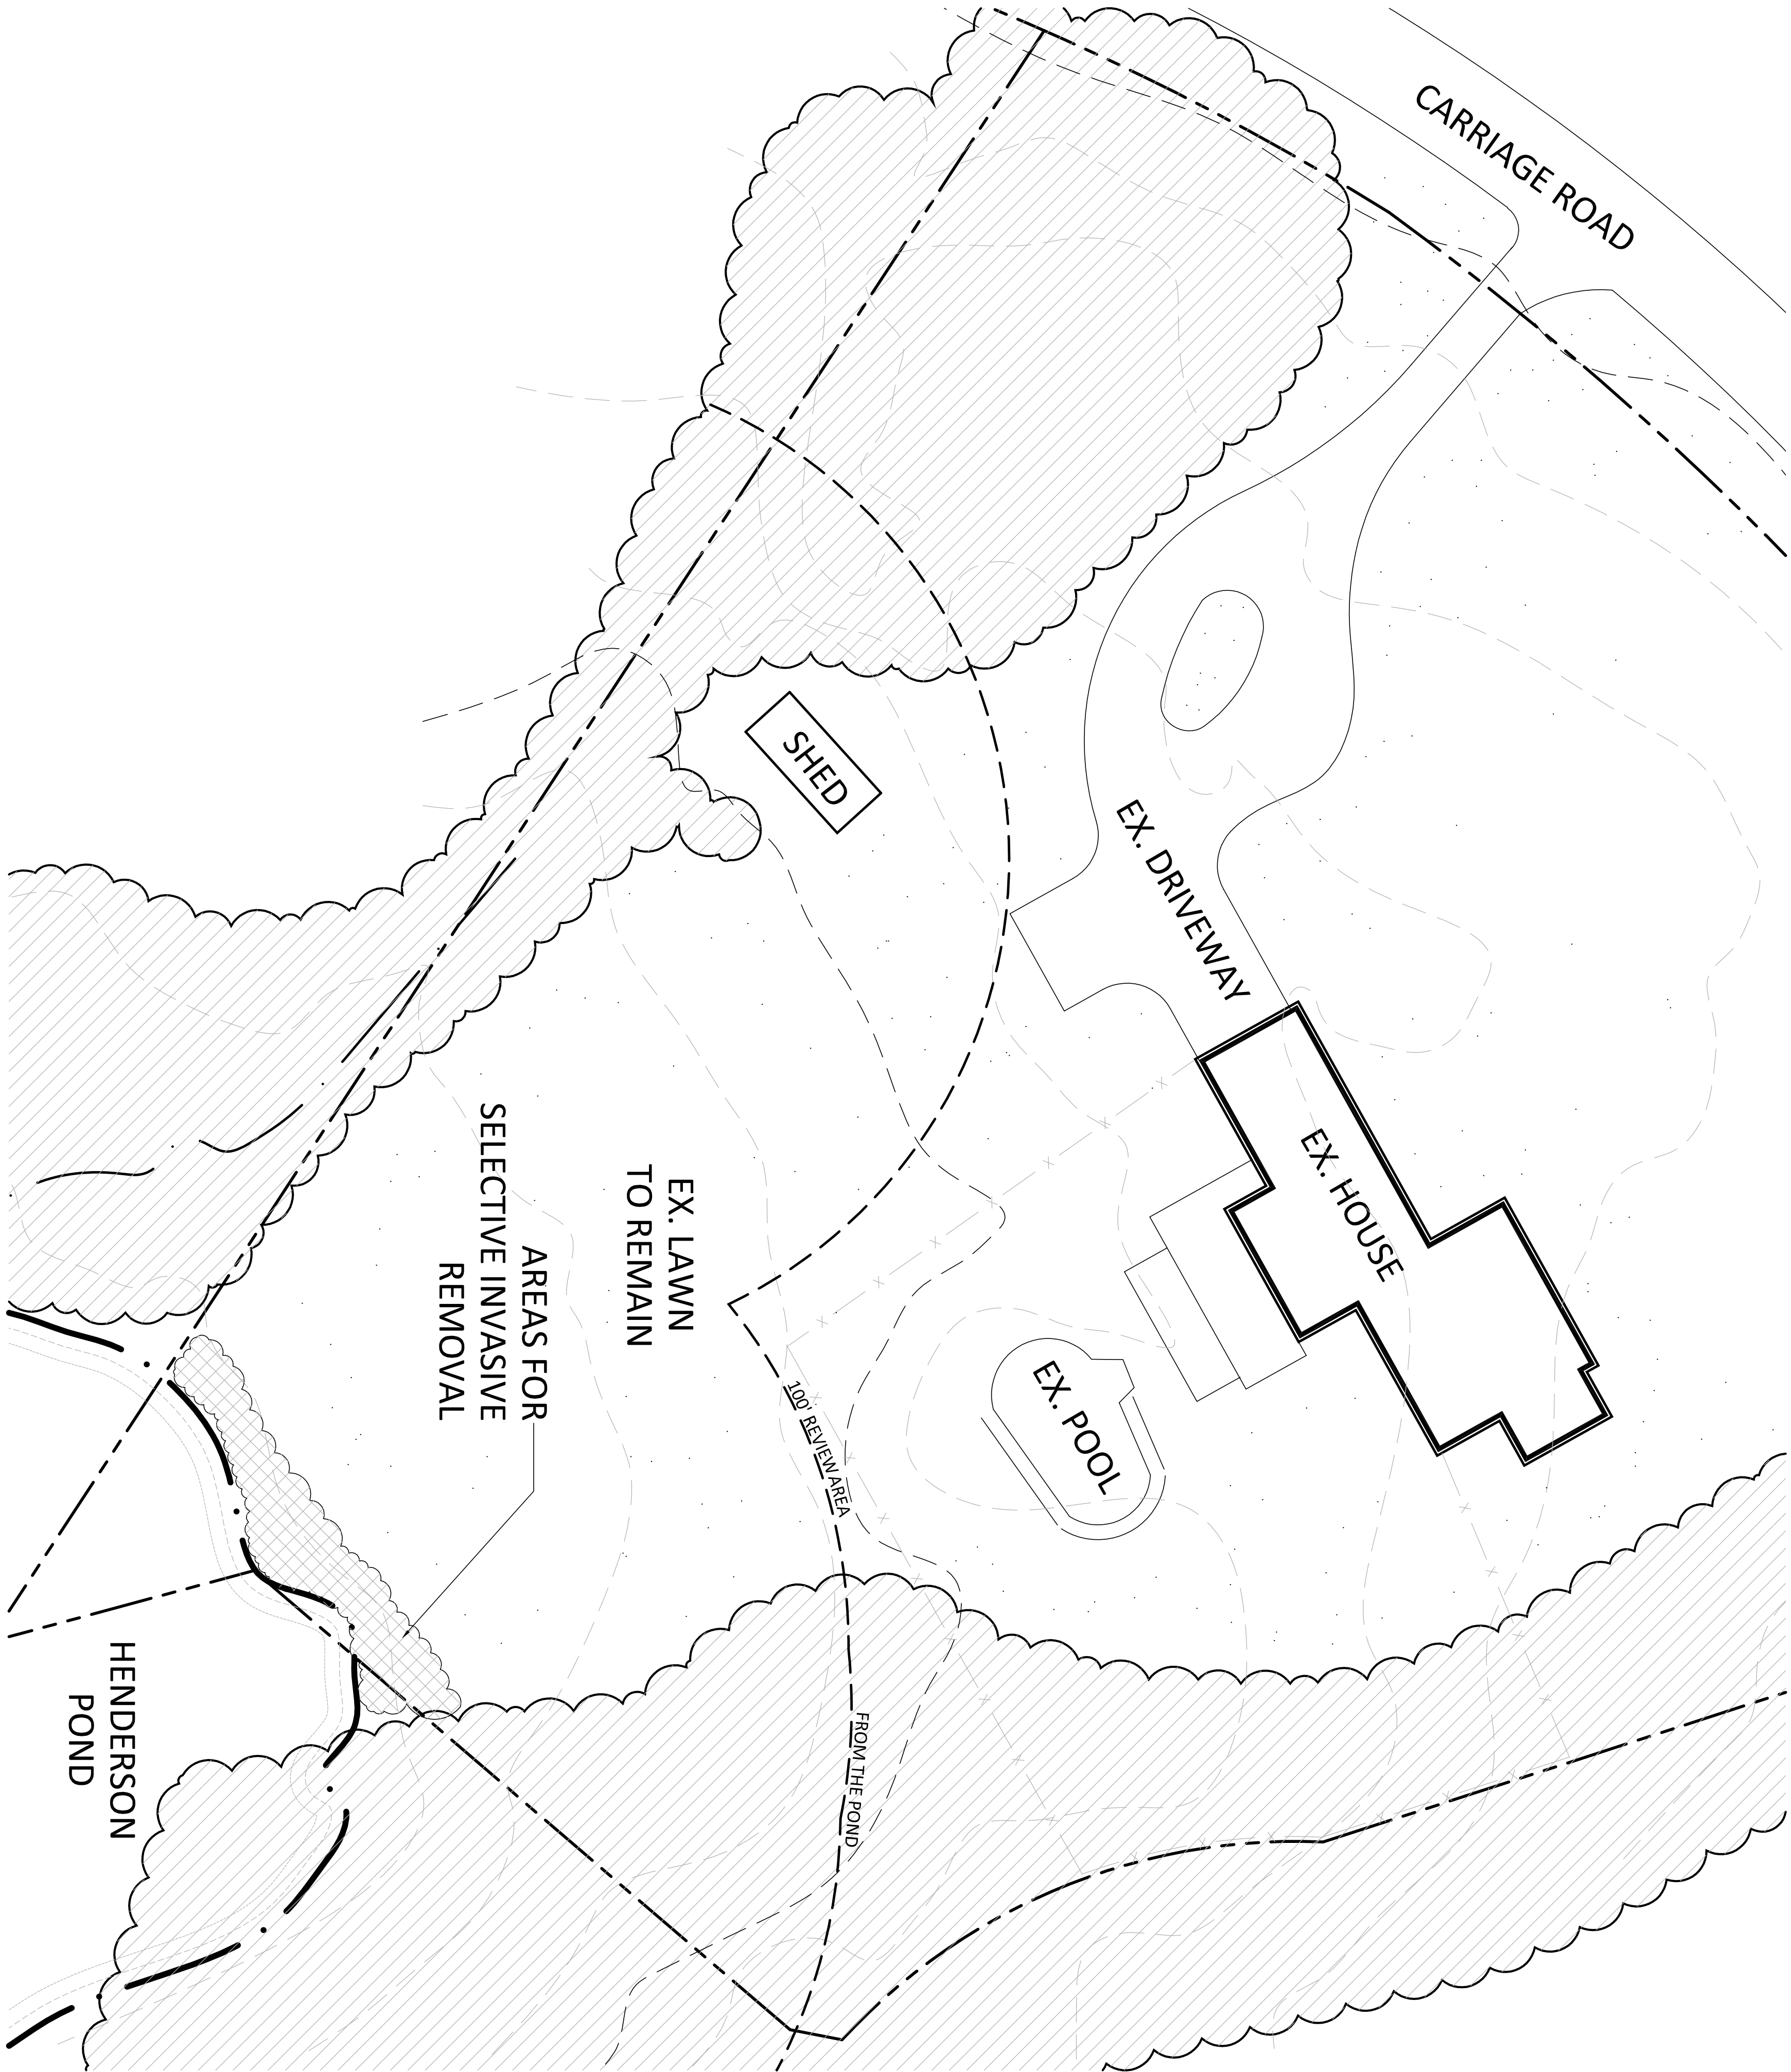 CARRIAGE ROAD
SHED
EX. DRIVEWAY
EX. HOUSE
EX. POOL
EX. LAWN
TO REMAIN
AREAS FOR
SELECTIVE INVASIVE
REMOVAL
100' REVIEW AREA
FROM THE POND
HENDERSON
POND